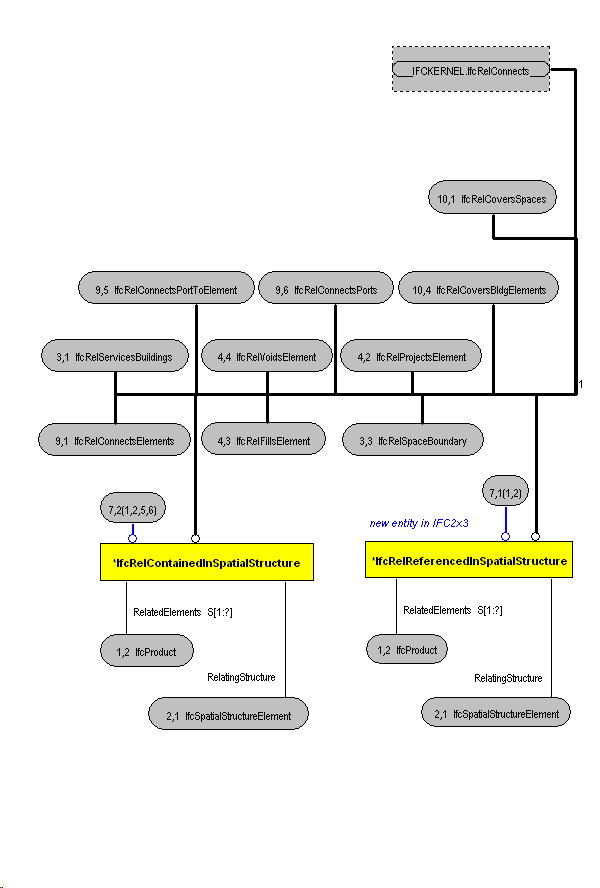 IFCKERNEL.IfcRelConnects
10,1 IfcRelCoversSpaces
9,5 IfcRelConnectsPortToElement
9,6 IfcRelConnectsPorts
10,4 IfcRelCoversBldgElements
3,1 IfcRelServicesBuildings
4,4 IfcRelVoidsElement
4,2 IfcRelProjectsElement
1
9,1 IfcRelConnectsElements
4,3 IfcRelFillsElement
3,3 IfcRelSpaceBoundary
7,2(1,2,5,6)
7,1(1,2)
new entity in IFC2x3
*IfcRelContainedInSpatialStructure
*IfcRelReferencedInSpatialStructure
RelatedElements S[1:?]
RelatedElements S[1:?]
1,2 IfcProduct
1,2 IfcProduct
RelatingStructure
RelatingStructure
2,1 IfcSpatialStructureElement
2,1 IfcSpatialStructureElement